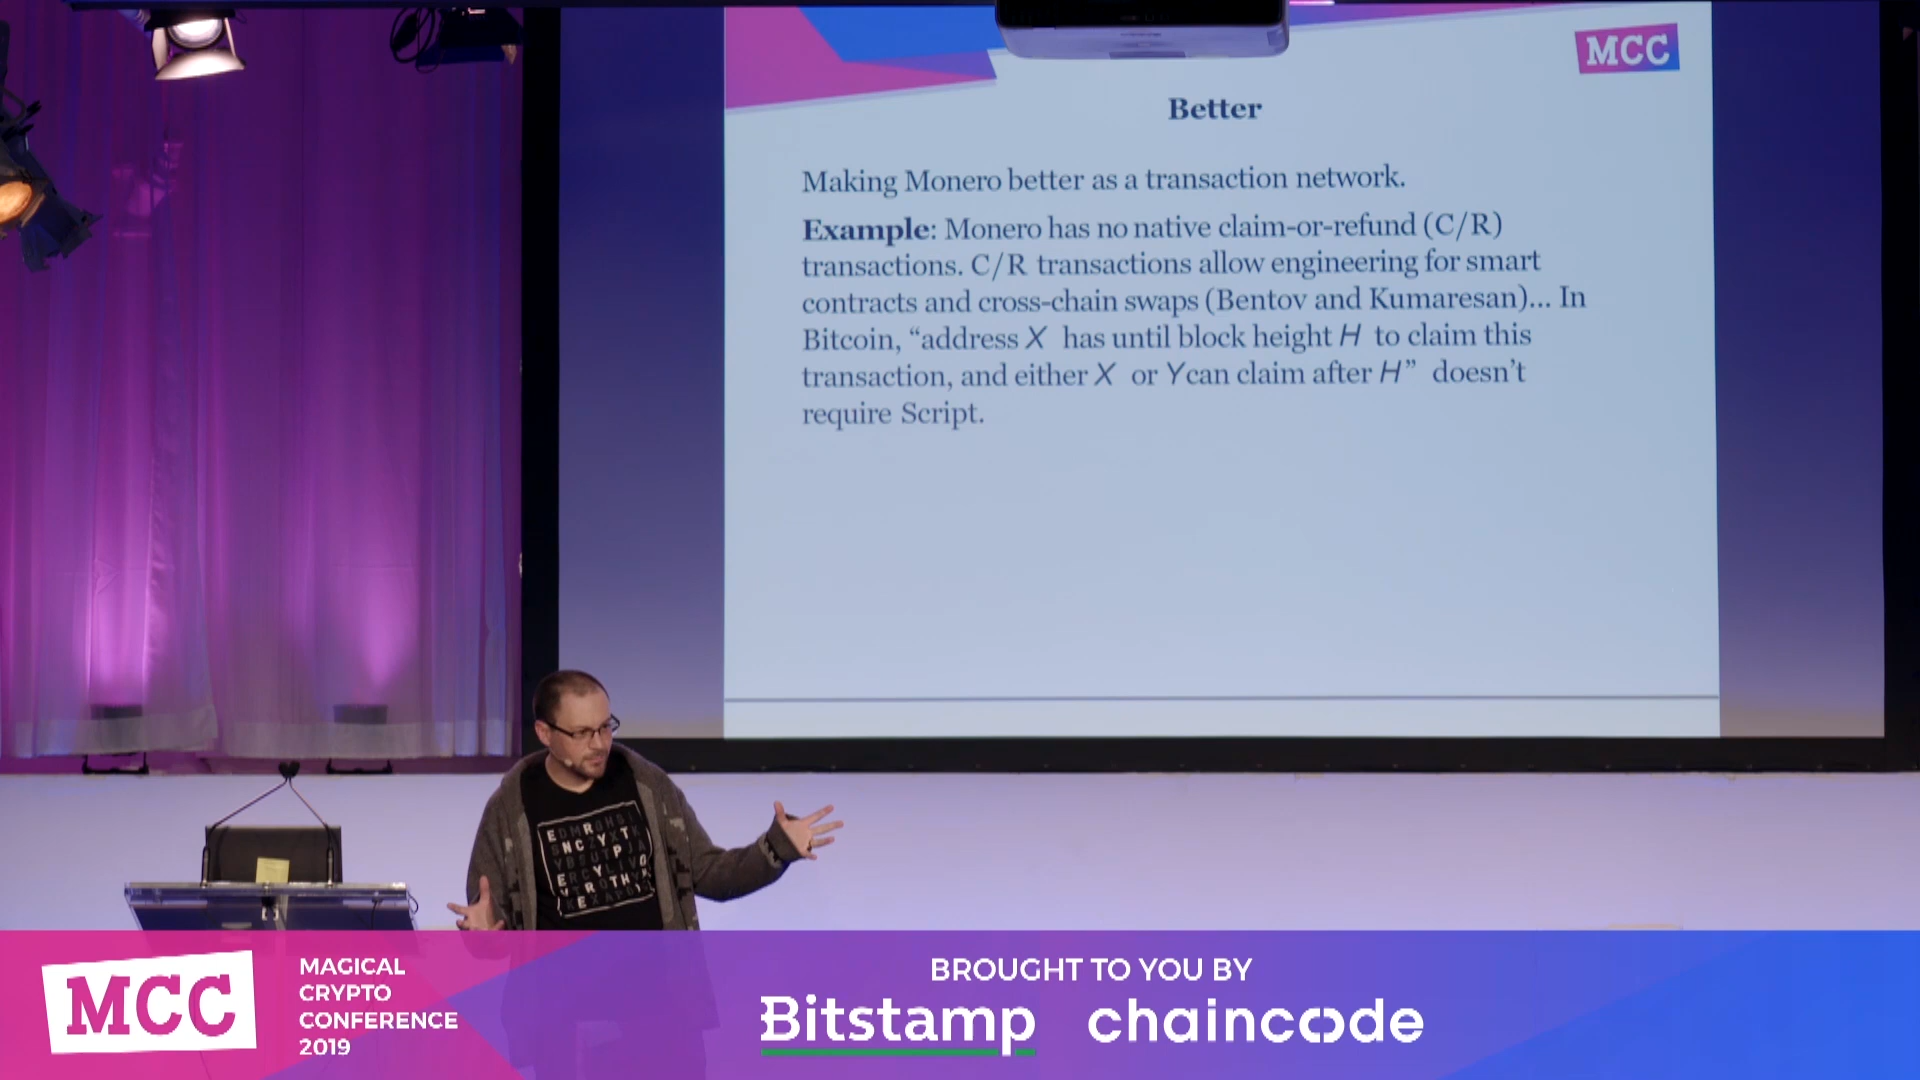 MCC
Better
Making Monero better as a transaction network.
Example: Monero has no native claim-or-refund (C/R)
transactions. C/R transactions allow engineering for smart
contracts and cross-chain swaps (Bentov and Kumaresan)... In
Bitcoin, “address X has until block height H to claim this
transaction, and either X or Y can claim after H” doesn’t
require Script.
MCC
MAGICAL
CRYPTO
CONFERENCE
2019
BROUGHT TO YOU BY
Bitstamp chaincode